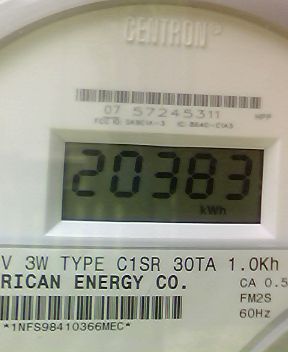 CENTRON®
07 57245311
HPP
20383
kWh
V 3W TYPE C1SR 30TA 1.0Kh
RICAN ENERGY CO.
CA 0.5
FM2S
60Hz
*1NFS98410366MEC*